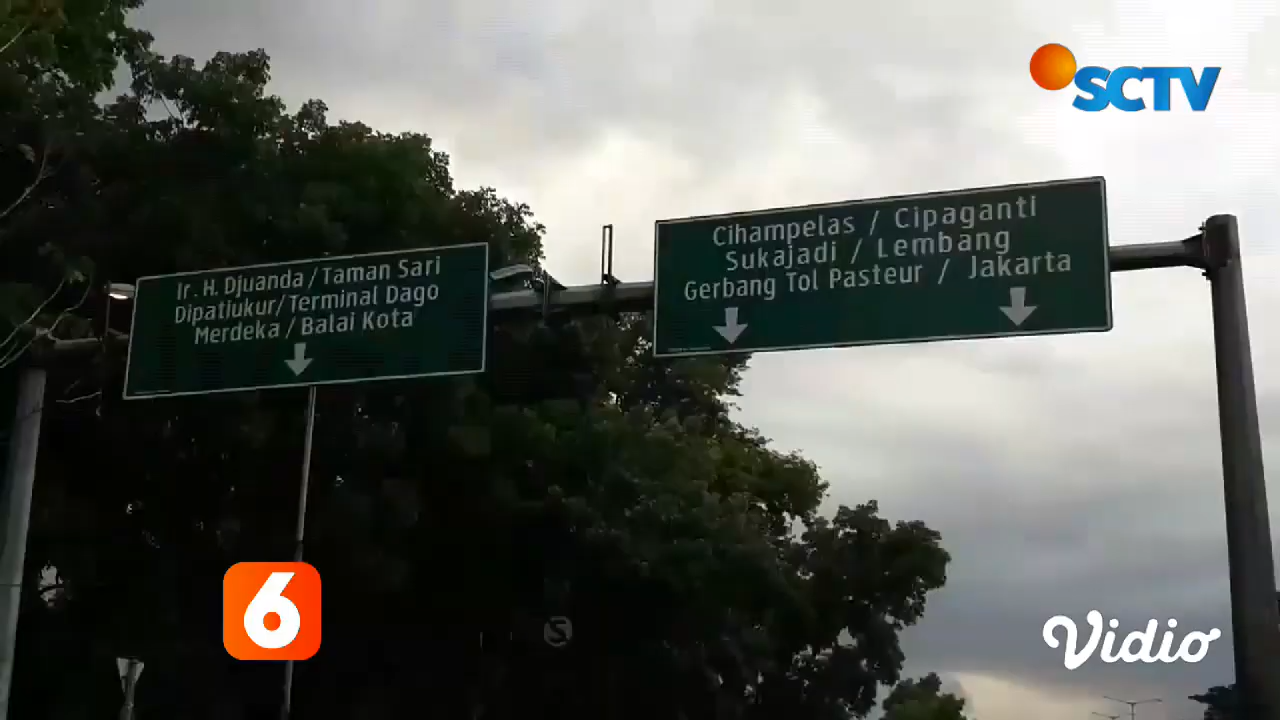 SCTV
Cihampelas / Cipaganti
Sukajadi / Lembang
Gerbang Tol Pasteur / Jakarta
Ir. H. Djuanda / Taman Sari
Dipatiukur/Terminal Dago
Merdeka / Balai Kota
6
Vidio